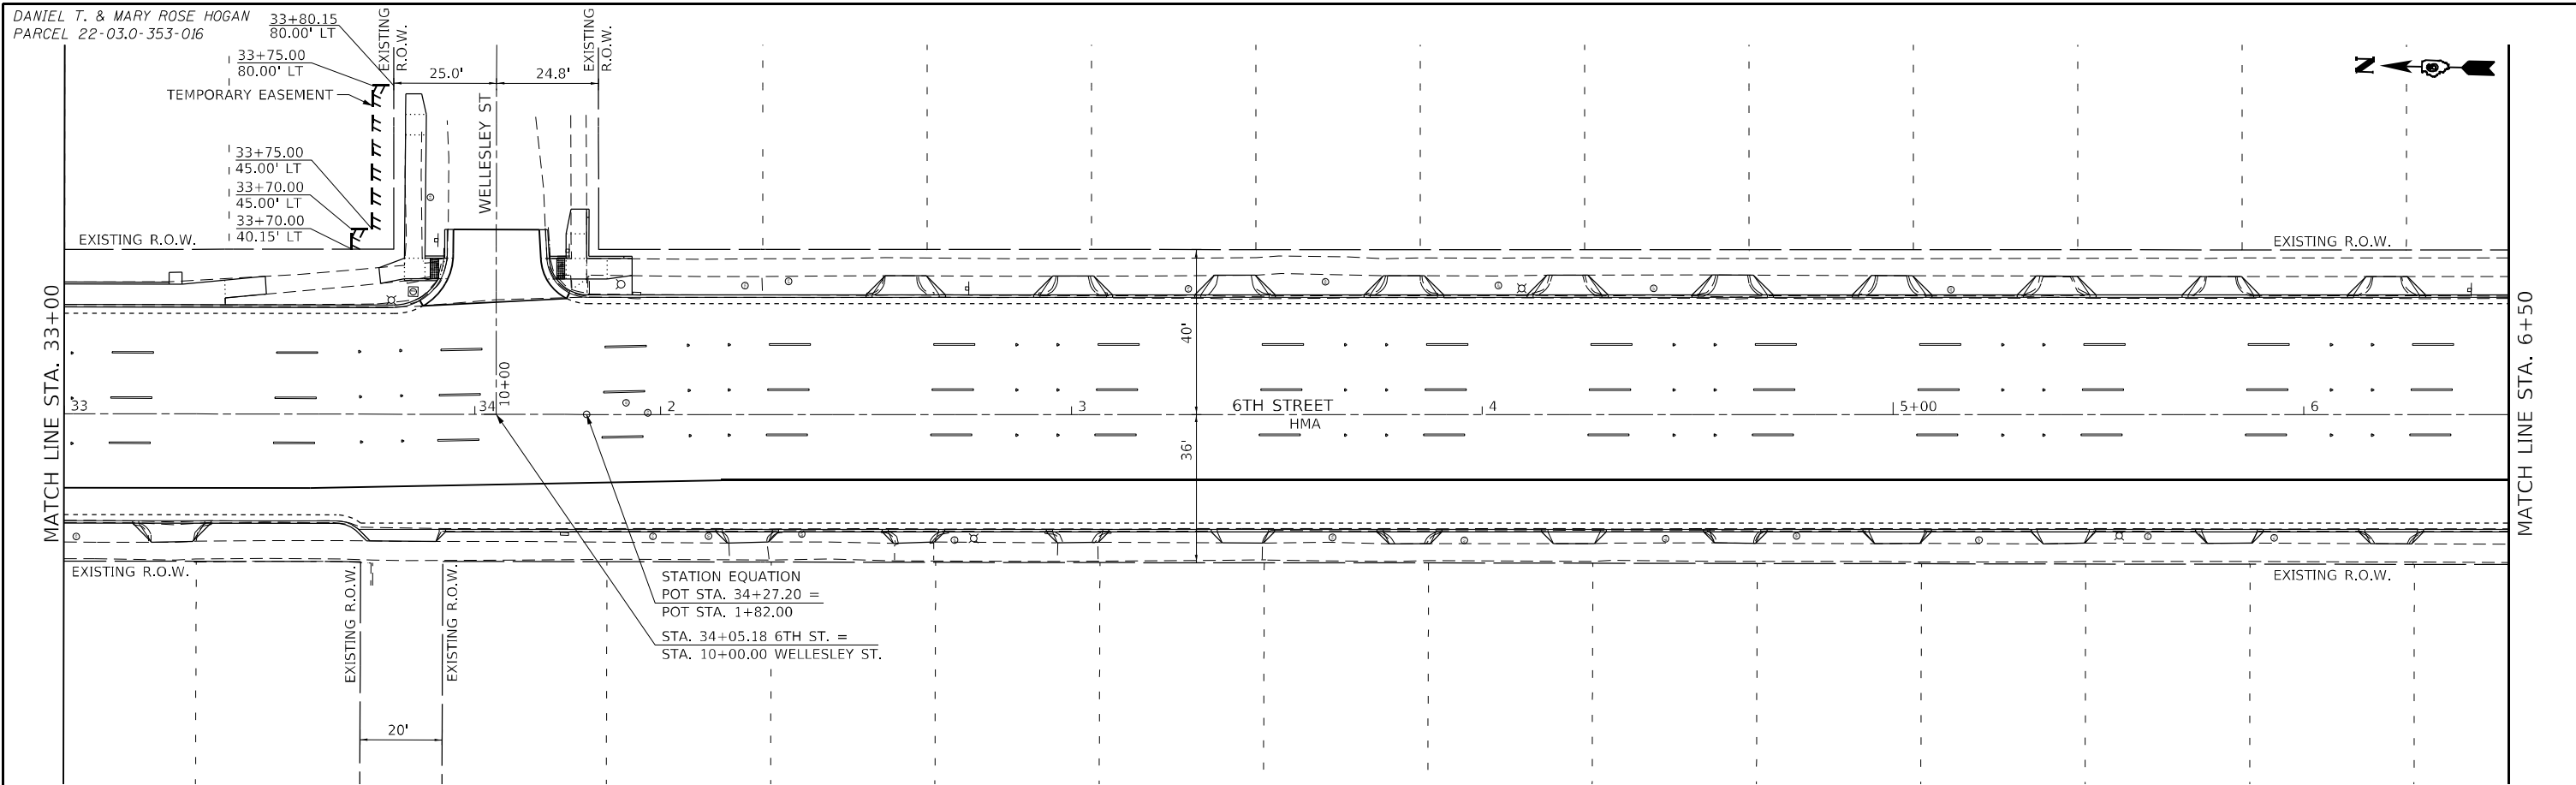 DANIEL T. & MARY ROSE HOGAN
PARCEL 22-03.0-353-016
33+80.15
80.00' LT
33+75.00
80.00' LT
TEMPORARY EASEMENT
33+75.00
45.00' LT
33+70.00
45.00' LT
33+70.00
40.15' LT
EXISTING
R.O.W.
25.0'
24.8'
EXISTING
R.O.W.
WELLESLEY ST
N
EXISTING R.O.W.
EXISTING R.O.W.
MATCH LINE STA. 33+00
MATCH LINE STA. 6+50
40'
10+00
33
34
2
3
6TH STREET
HMA
4
5+00
6
36'
EXISTING R.O.W.
EXISTING R.O.W.
EXISTING R.O.W.
EXISTING R.O.W.
STATION EQUATION
POT STA. 34+27.20 =
POT STA. 1+82.00
STA. 34+05.18 6TH ST. =
STA. 10+00.00 WELLESLEY ST.
20'